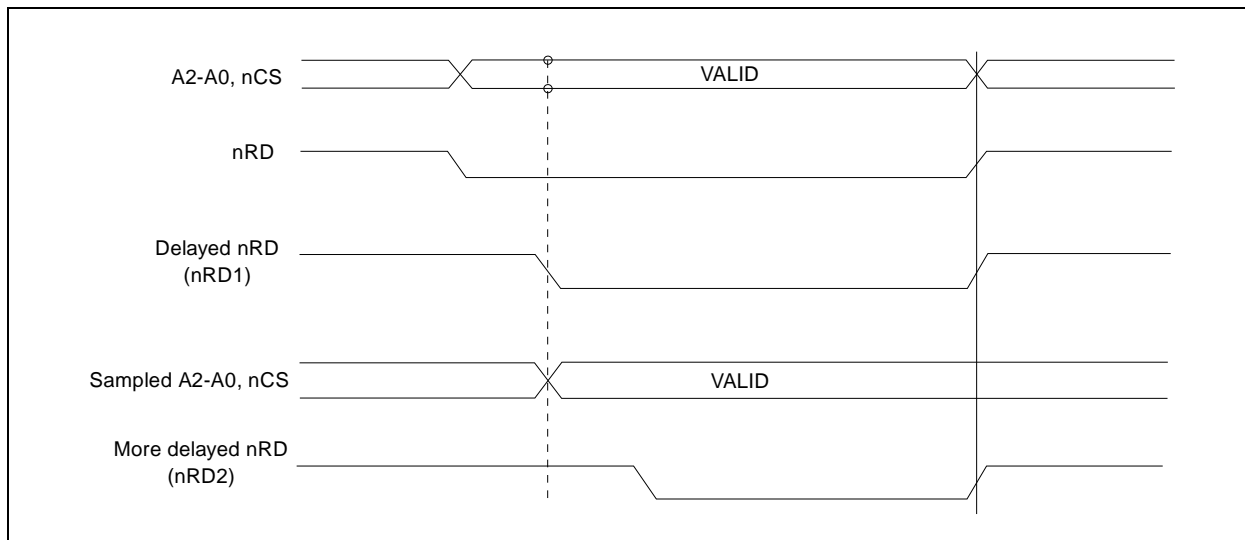 A2-A0, nCS
VALID
nRD
Delayed nRD
(nRD1)
Sampled A2-A0, nCS
VALID
More delayed nRD
(nRD2)